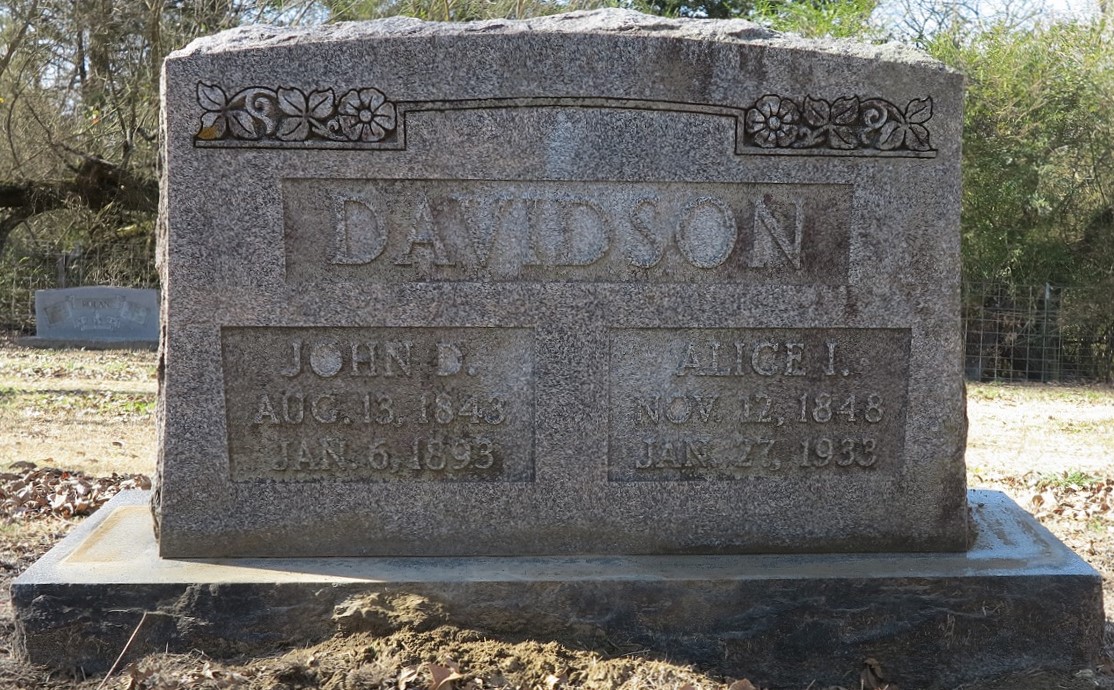 DAVIDSON
JOHN D.
AUG. 13, 1843
JAN. 6, 1893
ALICE I.
NOV. 12, 1848
JAN. 27, 1933